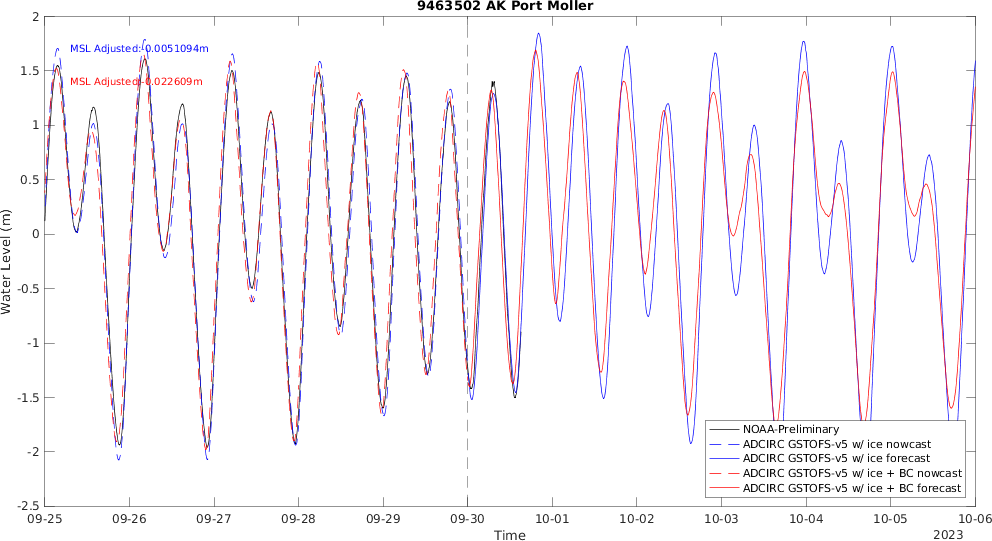 9463502 AK Port Moller
MSL Adjusted:-0.0051094m
MSL Adjusted:-0.022609m
Water Level (m)
2
1.5
1
0.5
0
-0.5
-1
-1.5
-2
-2.5
NOAA-Preliminary
ADCIRC GSTOFS-v5 w/ ice nowcast
ADCIRC GSTOFS-v5 w/ ice forecast
ADCIRC GSTOFS-v5 w/ ice + BC nowcast
ADCIRC GSTOFS-v5 w/ ice + BC forecast
09-25 09-26 09-27 09-28 09-29 09-30 10-01 10-02 10-03 10-04 10-05 10-06
Time
2023